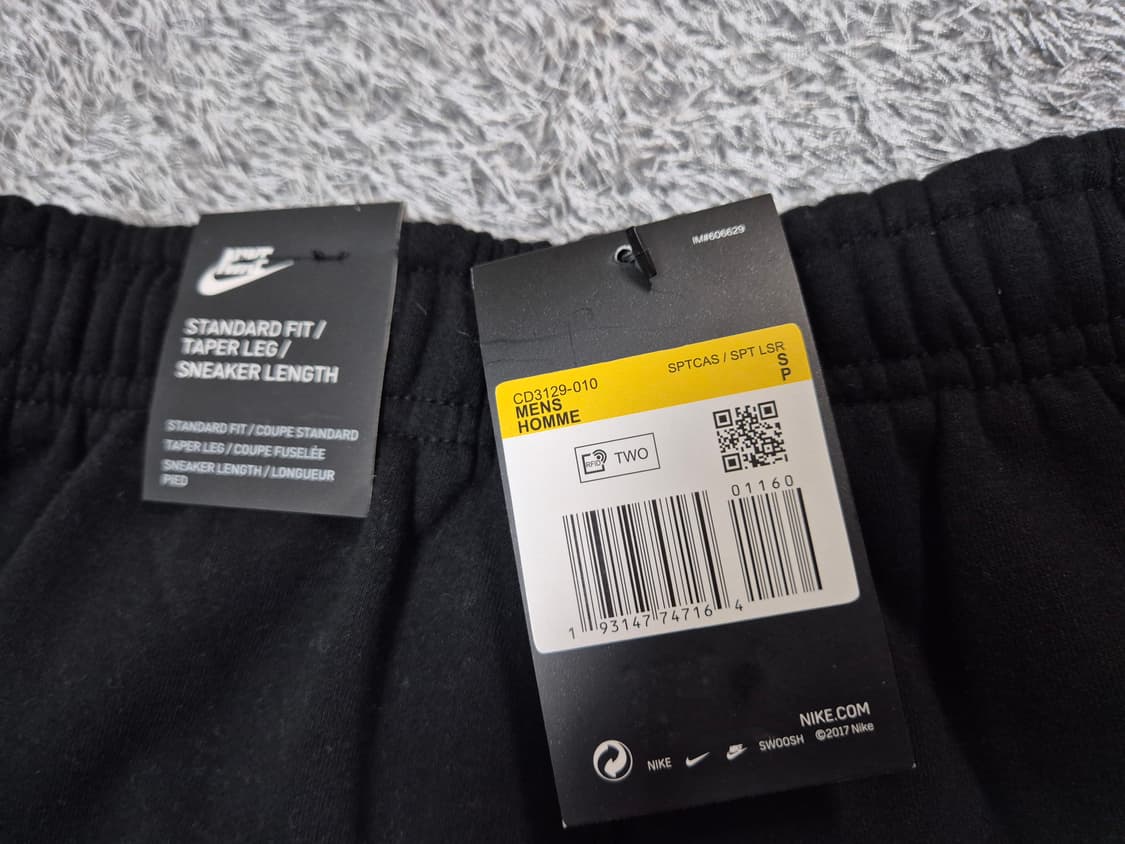 STANDARD FIT /
TAPER LEG /
SNEAKER LENGTH
STANDARD FIT / COUPE STANDARD
TAPER LEG / COUPE FUSELÉE
SNEAKER LENGTH / LONGUEUR
PIED
IM#606629
SPTCAS / SPT LSR
CD3129-010
S
MENS
P
HOMME
RFID
TWO
01160
1 93147 74716 4
NIKE.COM
NIKE
SWOOSH ©2017 Nike